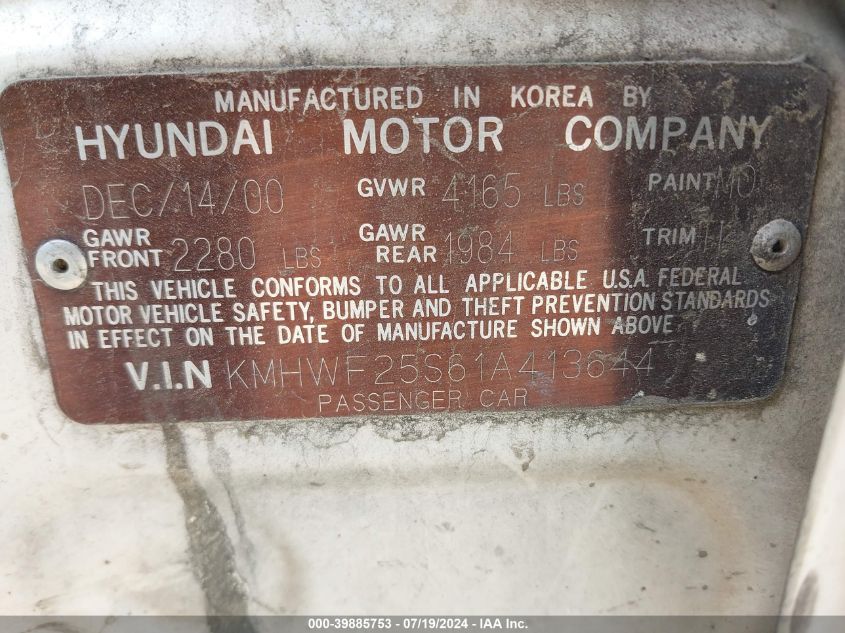 MANUFACTURED IN KOREA BY
HYUNDAI MOTOR COMPANY
DEC/14/00 GVWR 4165 LBS PAINT MO
GAWR FRONT 2280 LBS GAWR REAR 1984 LBS TRIM
THIS VEHICLE CONFORMS TO ALL APPLICABLE U.S.A. FEDERAL
MOTOR VEHICLE SAFETY, BUMPER AND THEFT PREVENTION STANDARDS
IN EFFECT ON THE DATE OF MANUFACTURE SHOWN ABOVE
V.I.N KMHWF25S61A413644
PASSENGER CAR
000-39885753 - 07/19/2024 - IAA Inc.